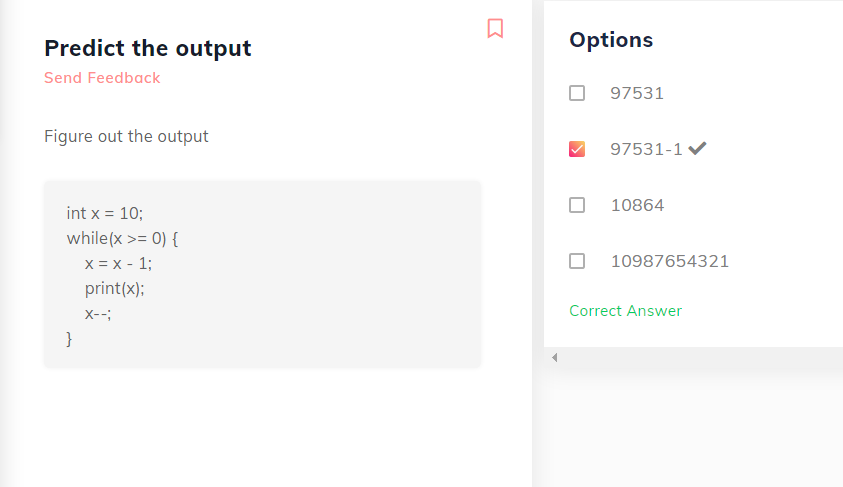 Predict the output
Send Feedback
Figure out the output
int x = 10;
while(x >= 0) {
    x = x - 1;
    print(x);
    x--;
}
Options
97531
97531-1
10864
10987654321
Correct Answer